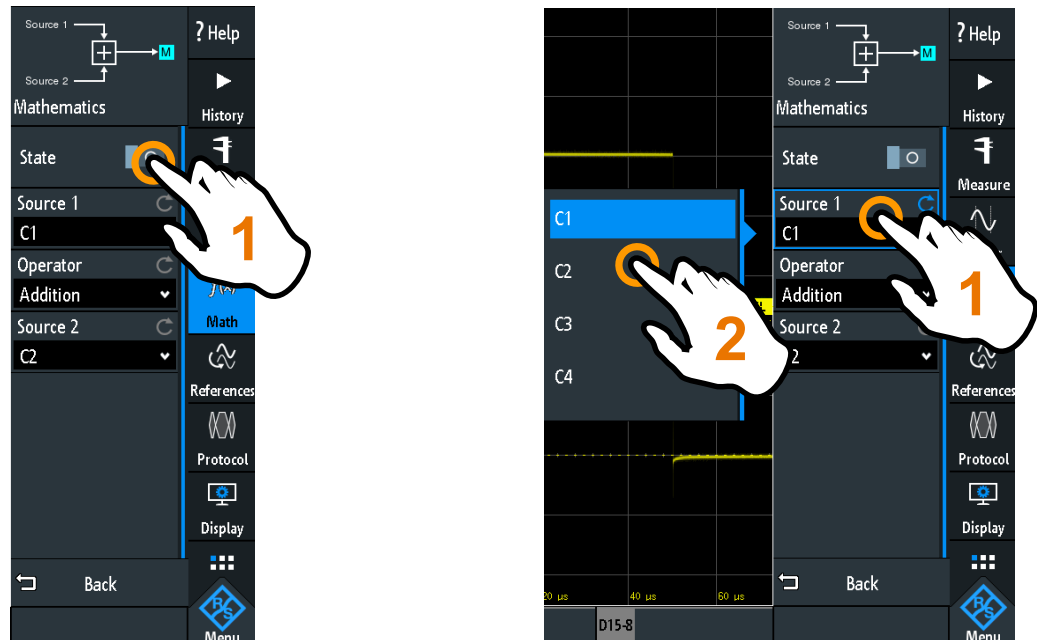 Source 1
M
Source 2
Mathematics
State
Source 1
C1
Operator
Addition
Source 2
C2
Back
? Help
History
Math
References
Protocol
Display
R&S
Menu
1
C1
C2
C3
C4
2
40 µs
60 µs
D15-8
Source 1
M
Source 2
Mathematics
State
Source 1
C1
Operator
Addition
Source 2
Back
? Help
History
Measure
References
Protocol
Display
R&S
Menu
1